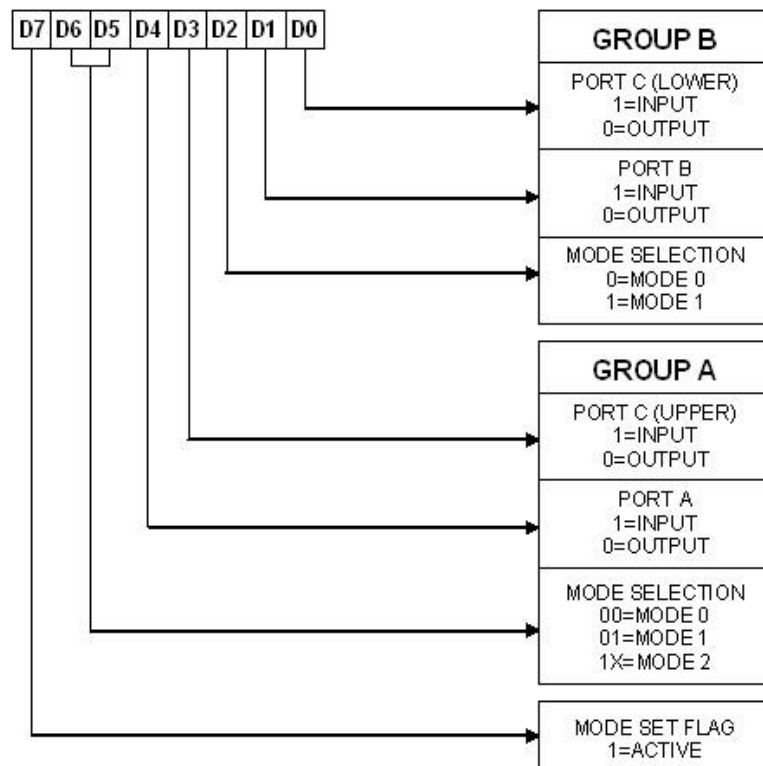 D7 D6 D5 D4 D3 D2 D1 D0
GROUP B
PORT C (LOWER)
1=INPUT
0=OUTPUT
PORT B
1=INPUT
0=OUTPUT
MODE SELECTION
0=MODE 0
1=MODE 1
GROUP A
PORT C (UPPER)
1=INPUT
0=OUTPUT
PORT A
1=INPUT
0=OUTPUT
MODE SELECTION
00=MODE 0
01=MODE 1
1X=MODE 2
MODE SET FLAG
1=ACTIVE